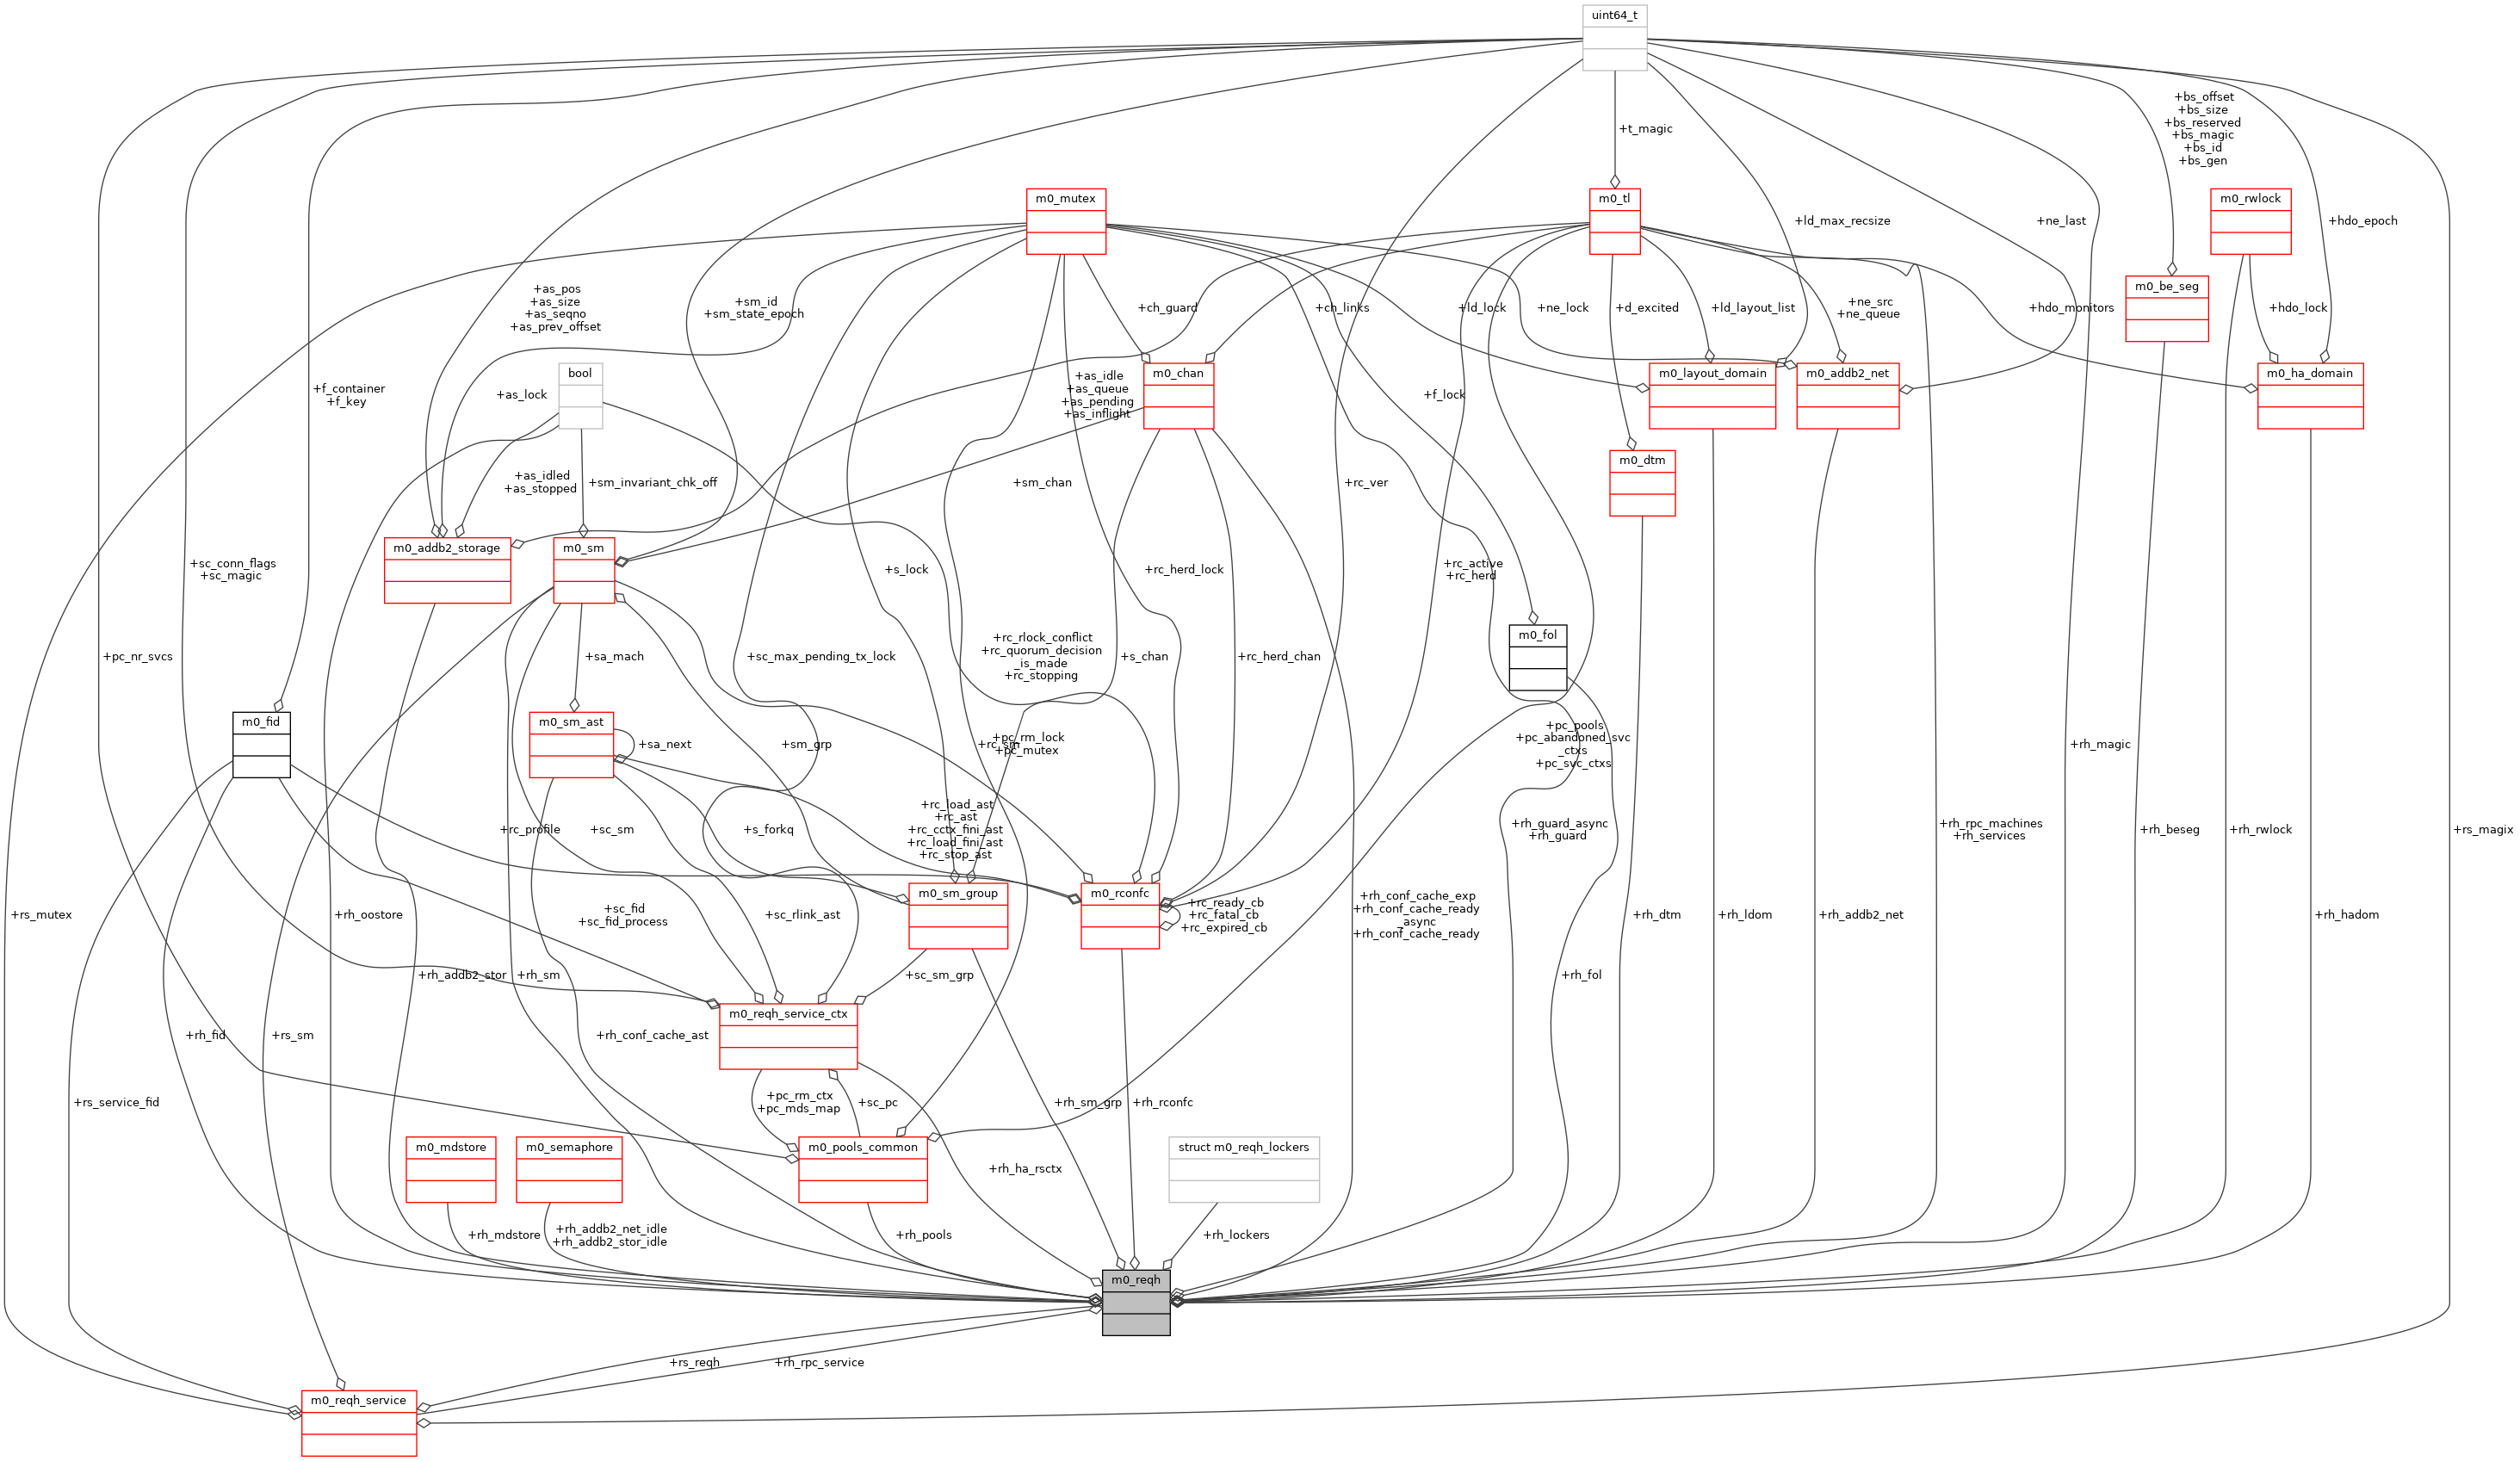 uint64_t
+bs_offset
+bs_size
+bs_reserved
+bs_magic
+bs_id
+bs_gen
+t_magic
m0_mutex
m0_tl
m0_rwlock
+ld_max_recsize
+ne_last
+hdo_epoch
m0_be_seg
+as_pos
+as_size
+as_seqno
+as_prev_offset
+sm_id
+sm_state_epoch
+ch_guard
+ch_links
+ld_lock
+ne_lock
+d_excited
+ld_layout_list
+ne_src
+ne_queue
+hdo_monitors
+hdo_lock
bool
m0_chan
m0_layout_domain
m0_addb2_net
m0_ha_domain
+f_container
+f_key
+as_lock
+as_idle
+as_queue
+as_pending
+as_inflight
+f_lock
m0_dtm
+as_idled
+as_stopped
+sm_invariant_chk_off
+sm_chan
+rc_ver
m0_addb2_storage
m0_sm
+sc_conn_flags
+sc_magic
+s_lock
+rc_herd_lock
+rc_active
+rc_herd
m0_fol
+pc_nr_svcs
+sa_mach
+sc_max_pending_tx_lock
+rc_rlock_conflict
+rc_quorum_decision
_is_made
+rc_stopping
+s_chan
+rc_herd_chan
m0_fid
m0_sm_ast
+sa_next
+sm_grp
+rc_sm
+pc_rm_lock
+pc_mutex
+pc_pools
+pc_abandoned_svc
_ctxs
+pc_svc_ctxs
+rh_magic
+rc_profile
+sc_sm
+s_forkq
+rc_load_ast
+rc_ast
+rc_cctx_fini_ast
+rc_load_fini_ast
+rc_stop_ast
+rh_guard_async
+rh_guard
+rh_rpc_machines
+rh_services
+rh_beseg
+rh_rwlock
+rs_magix
m0_sm_group
m0_rconfc
+rs_mutex
+rh_oostore
+sc_fid
+sc_fid_process
+sc_rlink_ast
+rc_ready_cb
+rc_fatal_cb
+rc_expired_cb
+rh_conf_cache_exp
+rh_conf_cache_ready
_async
+rh_conf_cache_ready
+rh_dtm
+rh_ldom
+rh_addb2_net
+rh_hadom
+rh_addb2_stor
+rh_sm
+sc_sm_grp
+rh_fol
m0_reqh_service_ctx
+rh_fid
+rs_sm
+rh_conf_cache_ast
+rs_service_fid
+pc_rm_ctx
+pc_mds_map
+sc_pc
+rh_sm_grp
+rh_rconfc
m0_mdstore
m0_semaphore
m0_pools_common
struct m0_reqh_lockers
+rh_ha_rsctx
+rh_mdstore
+rh_addb2_net_idle
+rh_addb2_stor_idle
+rh_pools
+rh_lockers
m0_reqh
+rs_reqh
+rh_rpc_service
m0_reqh_service